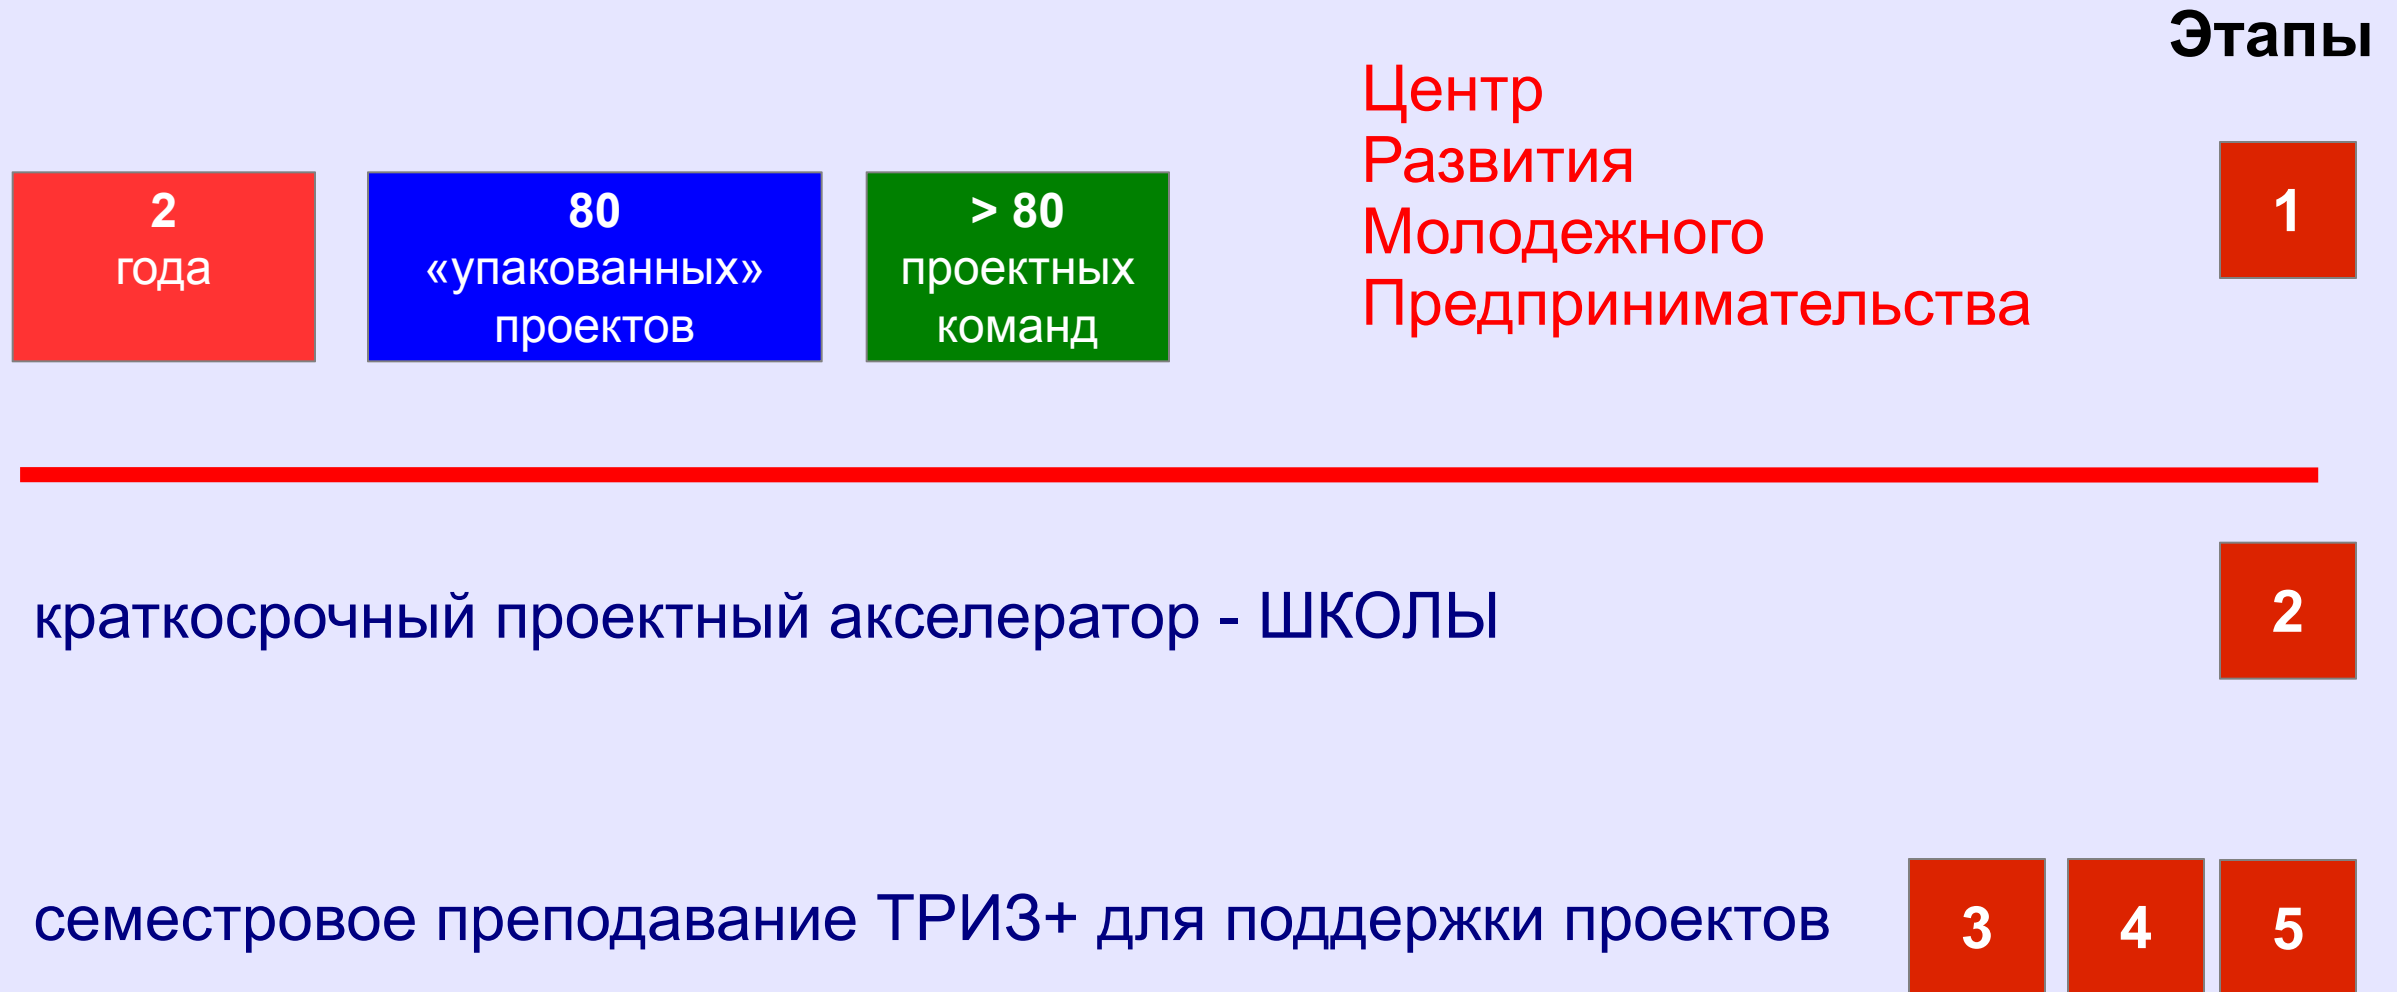 Этапы
2
года
80
«упакованных»
проектов
> 80
проектных
команд
Центр
Развития
Молодежного
Предпринимательства
1
краткосрочный проектный акселератор - ШКОЛЫ
2
семестровое преподавание ТРИЗ+ для поддержки проектов
3
4
5